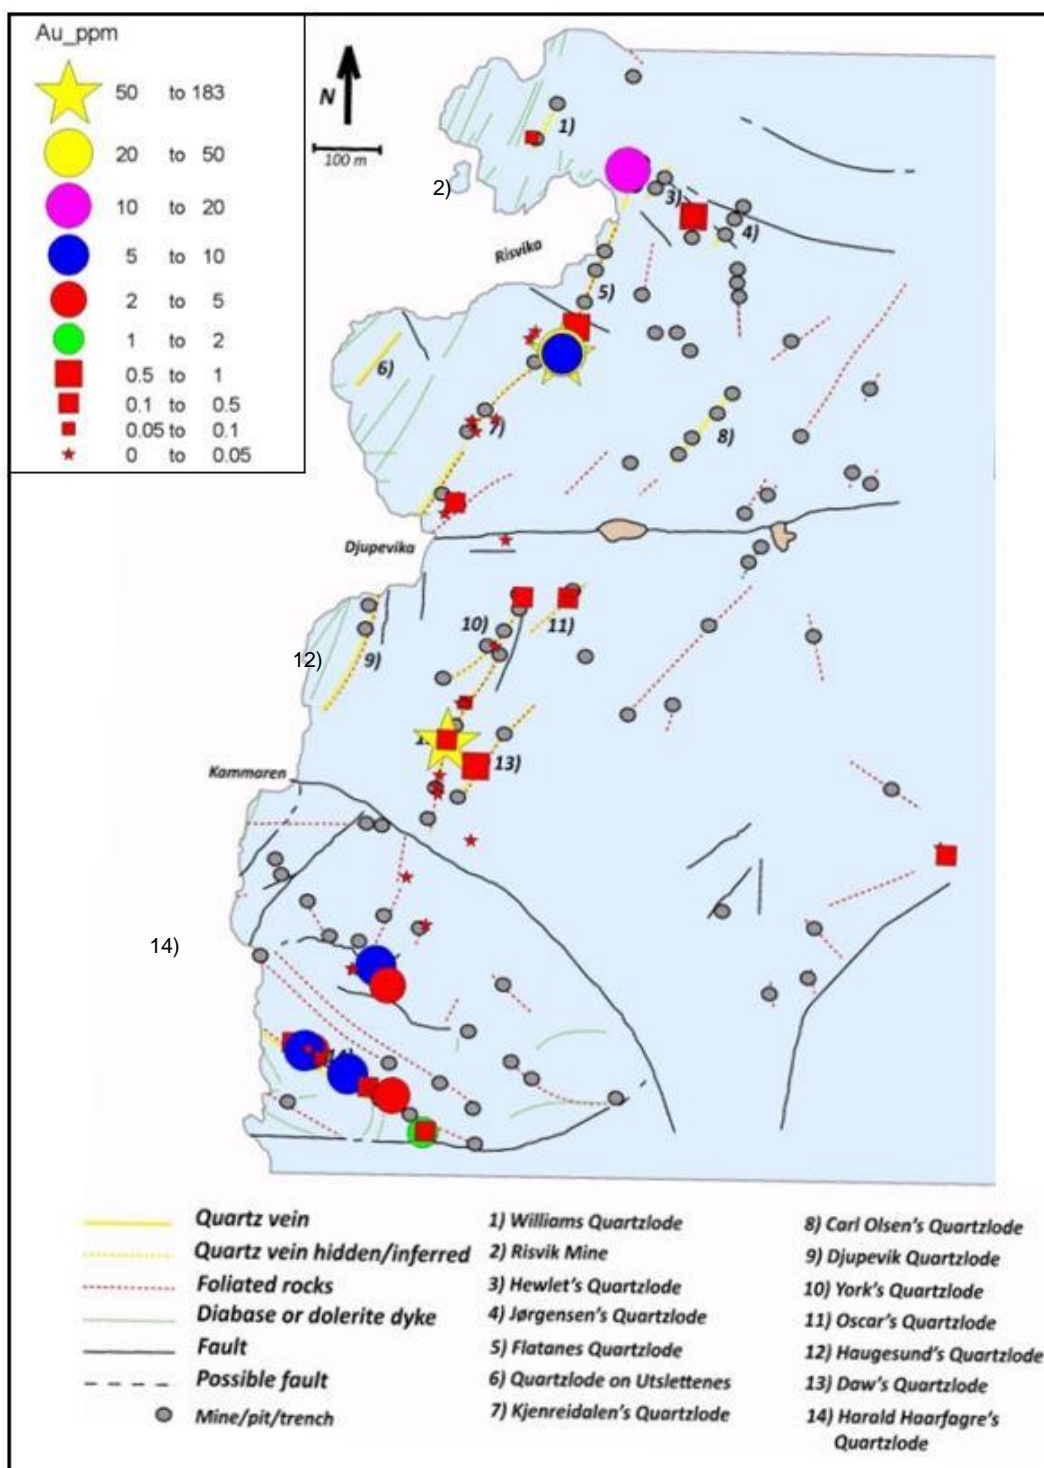 Au_ppm
50 to 183
20 to 50
10 to 20
5 to 10
2 to 5
1 to 2
0.5 to 1
0.1 to 0.5
0.05 to 0.1
0 to 0.05
N
100 m
1)
2)
3)
4)
Risvika
5)
6)
7)
8)
Djupevika
10)
11)
12)
9)
13)
Kammaren
14)
Quartz vein
Quartz vein hidden/inferred
Foliated rocks
Diabase or dolerite dyke
Fault
Possible fault
Mine/pit/trench
1) Williams Quartzlode
2) Risvik Mine
3) Hewlet's Quartzlode
4) Jørgensen's Quartzlode
5) Flatanes Quartzlode
6) Quartzlode on Utslettenes
7) Kjenreidalen's Quartzlode
8) Carl Olsen's Quartzlode
9) Djupevik Quartzlode
10) York's Quartzlode
11) Oscar's Quartzlode
12) Haugesund's Quartzlode
13) Daw's Quartzlode
14) Harald Haarfagre's
Quartzlode